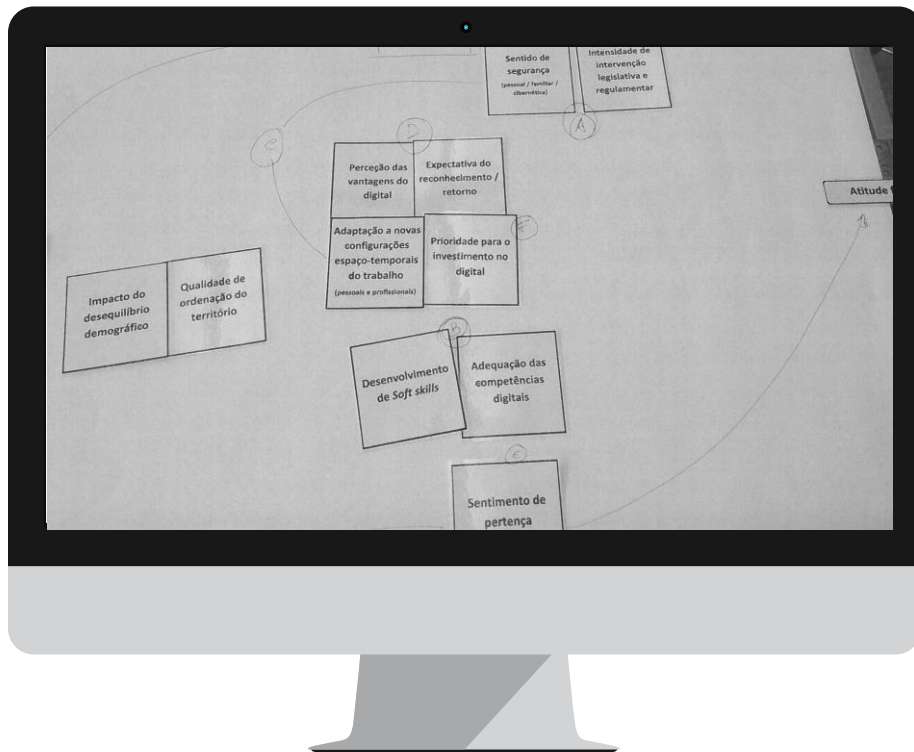 Sentido de
segurança
(pessoal / familiar /
cibernética)
Intensidade de
intervenção
legislativa e
regulamentar
A
D
C
Perceção das
vantagens do
digital
Expectativa do
reconhecimento /
retorno
Atitude
Adaptação a novas
configurações
espaço-temporais
do trabalho
(pessoais e profissionais)
Prioridade para o
investimento no
digital
Impacto do
desequilíbrio
demográfico
Qualidade de
ordenação do
território
B
Desenvolvimento
de Soft skills
Adequação das
competências
digitais
E
Sentimento de
pertença